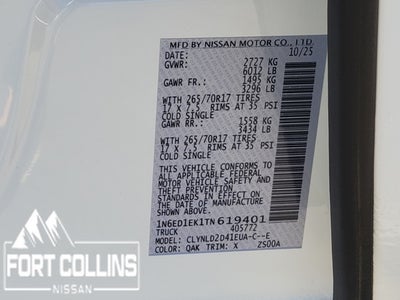 MFD BY NISSAN MOTOR CO., LTD.
DATE: 10/25
GVWR: 2727 KG
6012 LB
GAWR FR.: 1495 KG
3296 LB
WITH 265/70R17 TIRES
17 X 7.5 RIMS AT 35 PSI
COLD SINGLE
GAWR RR.: 1558 KG
3434 LB
WITH 265/70R17 TIRES
17 X 7.5 RIMS AT 35 PSI
COLD SINGLE
THIS VEHICLE CONFORMS TO
ALL APPLICABLE FEDERAL
MOTOR VEHICLE SAFETY AND
THEFT PREVENTION STANDARDS
IN EFFECT ON THE DATE OF
MANUFACTURE SHOWN ABOVE.
1N6ED1EK1TN619401
TRUCK 405772
MODEL: CLYNLD2D41EUA-C--E
COLOR: QAK TRIM: X ZS00A
FORT COLLINS
NISSAN